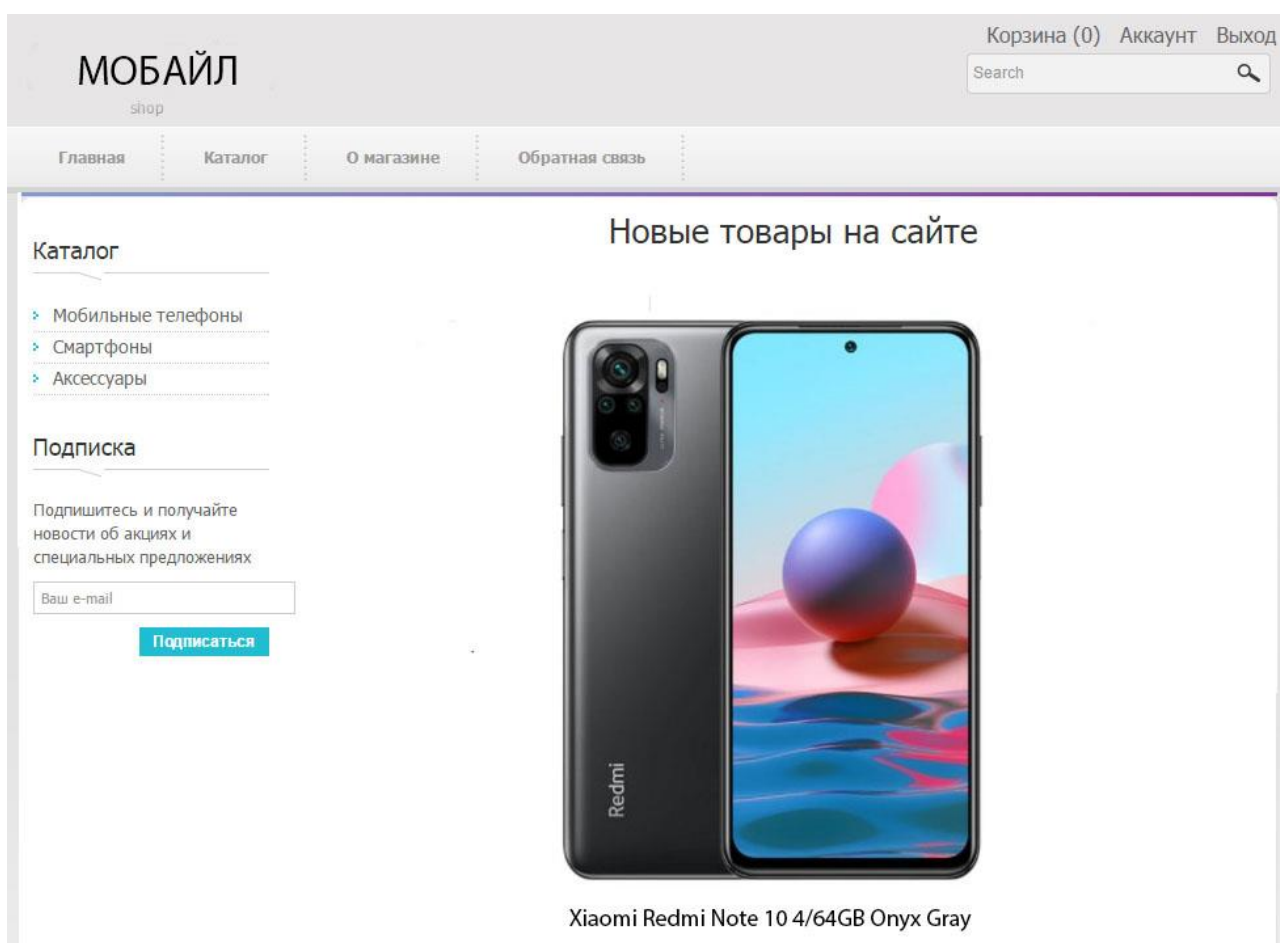 Корзина (0) Аккаунт Выход
МОБАЙЛ
shop
Search
Главная Каталог О магазине Обратная связь
Новые товары на сайте
Каталог
Мобильные телефоны
Смартфоны
Аксессуары
Подписка
Подпишитесь и получайте
новости об акциях и
специальных предложениях
Ваш e-mail
Подписаться
Redmi
Xiaomi Redmi Note 10 4/64GB Onyx Gray